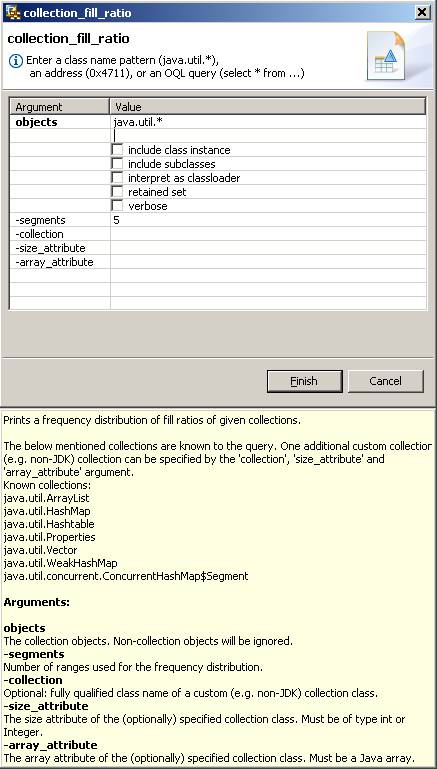 collection_fill_ratio
collection_fill_ratio
Enter a class name pattern (java.util.*),
an address (0x4711), or an OQL query (select * from ...)
Argument Value
objects java.util.*
include class instance
include subclasses
interpret as classloader
retained set
verbose
-segments 5
-collection
-size_attribute
-array_attribute
Finish Cancel
Prints a frequency distribution of fill ratios of given collections.
The below mentioned collections are known to the query. One additional custom collection
(e.g. non-JDK) collection can be specified by the 'collection', 'size_attribute' and
'array_attribute' argument.
Known collections:
java.util.ArrayList
java.util.HashMap
java.util.Hashtable
java.util.Properties
java.util.Vector
java.util.WeakHashMap
java.util.concurrent.ConcurrentHashMap$Segment
Arguments:
objects
The collection objects. Non-collection objects will be ignored.
-segments
Number of ranges used for the frequency distribution.
-collection
Optional: fully qualified class name of a custom (e.g. non-JDK) collection class.
-size_attribute
The size attribute of the (optionally) specified collection class. Must be of type int or
Integer.
-array_attribute
The array attribute of the (optionally) specified collection class. Must be a Java array.